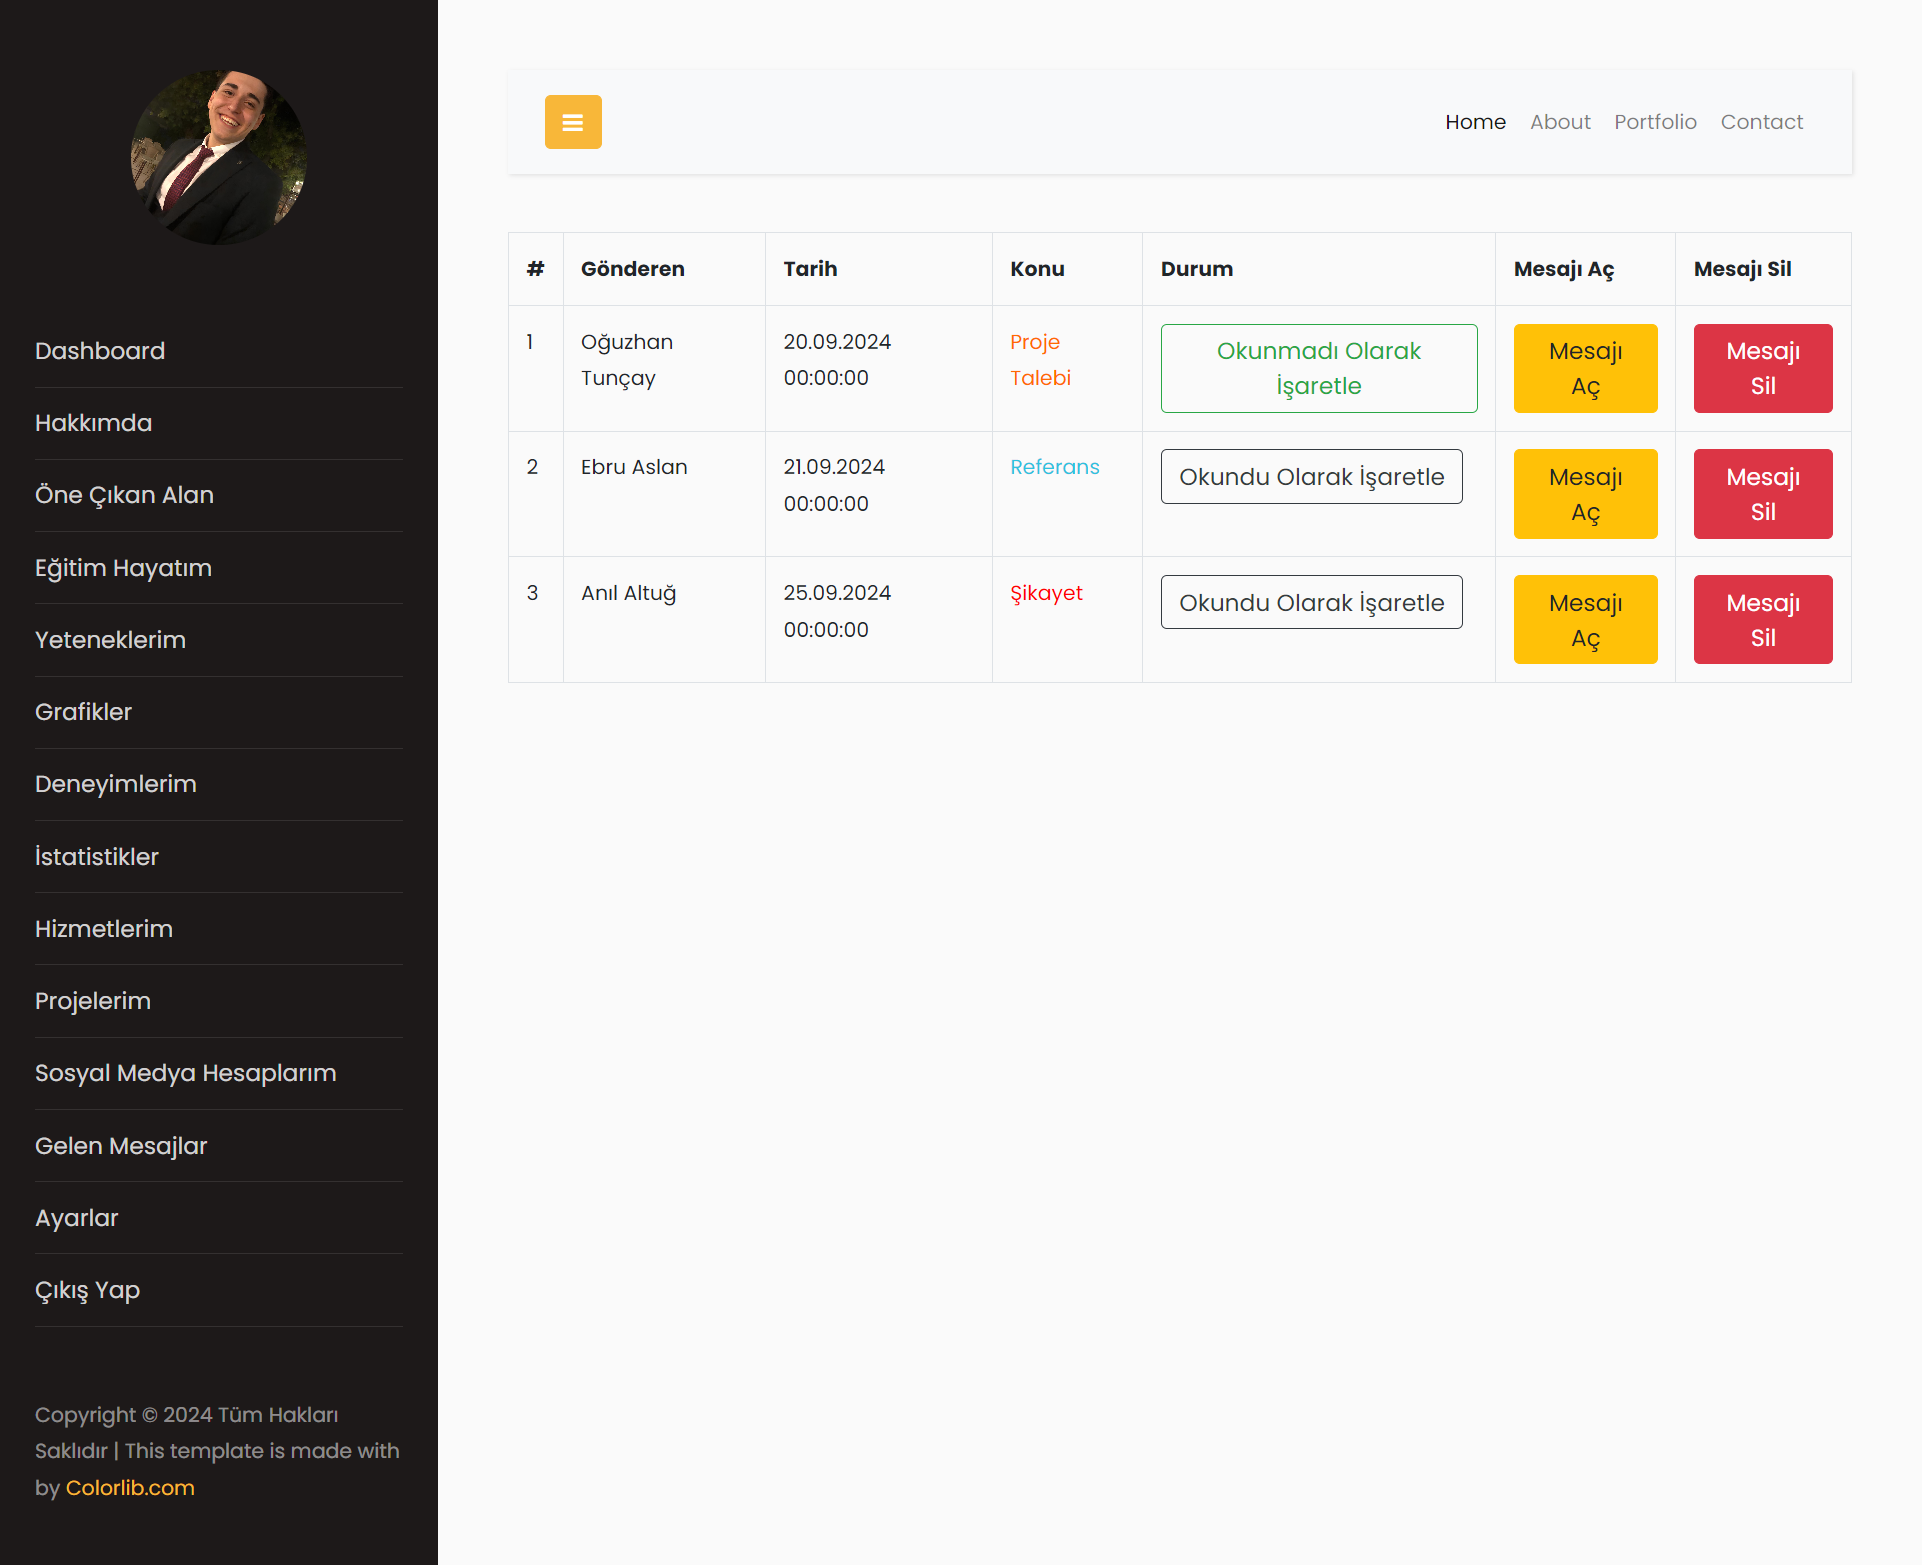 Dashboard
Hakkımda
Öne Çıkan Alan
Eğitim Hayatım
Yeteneklerim
Grafikler
Deneyimlerim
İstatistikler
Hizmetlerim
Projelerim
Sosyal Medya Hesaplarım
Gelen Mesajlar
Ayarlar
Çıkış Yap
Copyright © 2024 Tüm Hakları
Saklıdır | This template is made with
by Colorlib.com
Home About Portfolio Contact
# Gönderen Tarih Konu Durum Mesajı Aç Mesajı Sil
1 Oğuzhan 20.09.2024 Proje Okunmadı Olarak Mesajı Mesajı
Tunçay 00:00:00 Talebi İşaretle Aç Sil
2 Ebru Aslan 21.09.2024 Referans Okundu Olarak İşaretle Mesajı Mesajı
00:00:00 Aç Sil
3 Anıl Altuğ 25.09.2024 Şikayet Okundu Olarak İşaretle Mesajı Mesajı
00:00:00 Aç Sil